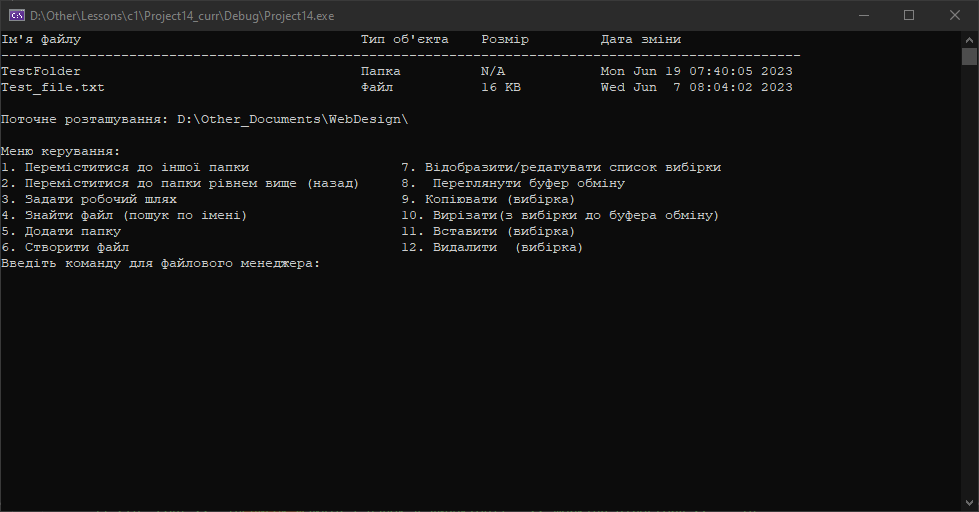 D:\Other\Lessons\c1\Project14_curr\Debug\Project14.exe
Ім'я файлу Тип об'єкта Розмір Дата зміни
----------------------------------------------------------------------------------------------------
TestFolder Папка N/A Mon Jun 19 07:40:05 2023
Test_file.txt Файл 16 KB Wed Jun  7 08:04:02 2023
Поточне розташування: D:\Other_Documents\WebDesign\
Меню керування:
1. Переміститися до іншої папки 7. Відобразити/редагувати список вибірки
2. Переміститися до папки рівнем вище (назад) 8.  Переглянути буфер обміну
3. Задати робочий шлях 9. Копіювати (вибірка)
4. Знайти файл (пошук по імені) 10. Вирізати(з вибірки до буфера обміну)
5. Додати папку 11. Вставити (вибірка)
6. Створити файл 12. Видалити  (вибірка)
Введіть команду для файлового менеджера: